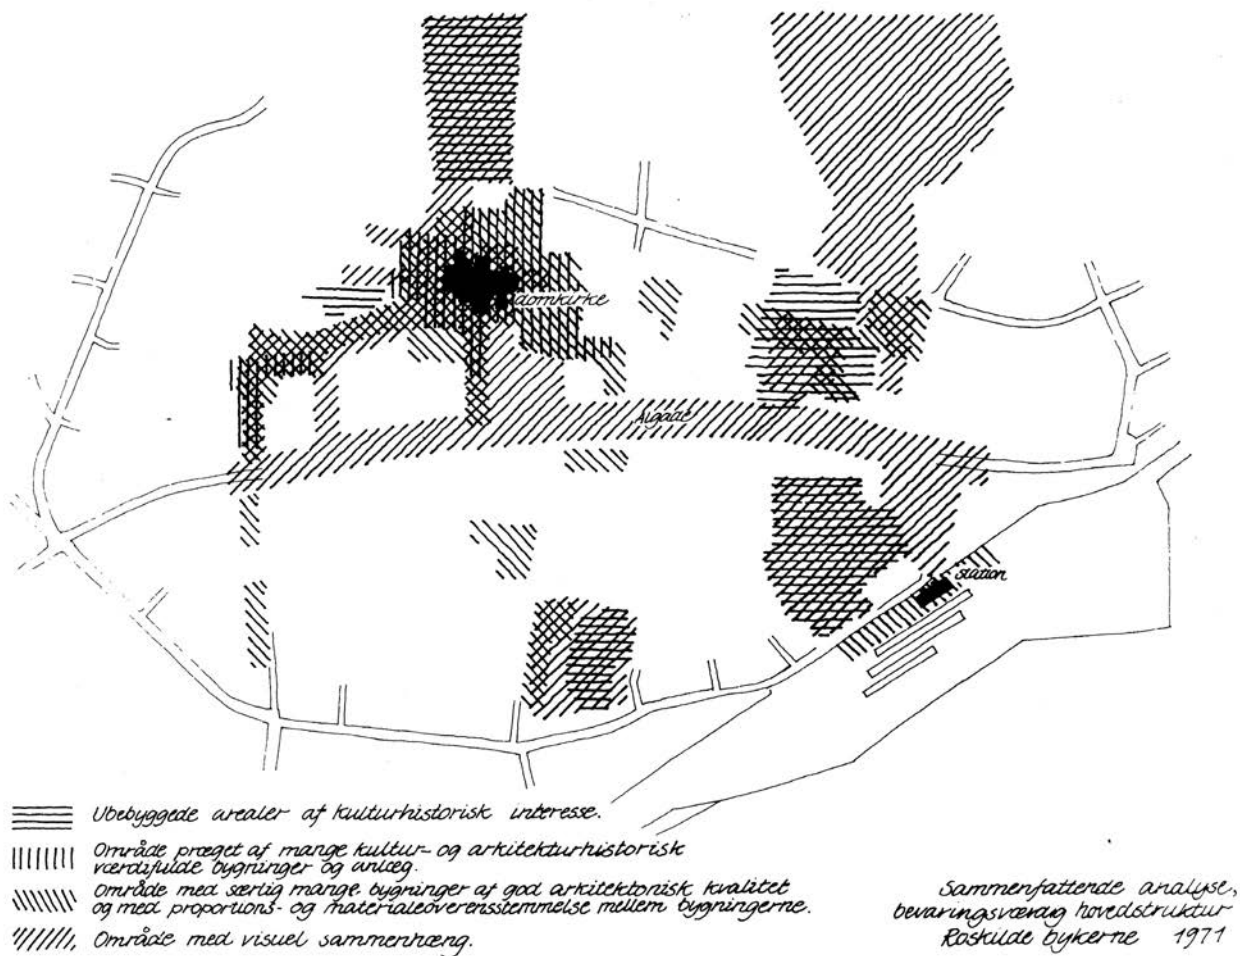 domkirke
Algade
station
Ubebyggede arealer af kulturhistorisk interesse.
Område præget af mange kultur- og arkitekturhistorisk
værdifulde bygninger og anlæg.
Område med særlig mange bygninger af god arkitektonisk kvalitet
og med proportions- og materialeoverensstemmelse mellem bygningerne.
Område med visuel sammenhæng.
Sammenfattende analyse,
bevaringsværdig hovedstruktur
Roskilde bykerne 1971